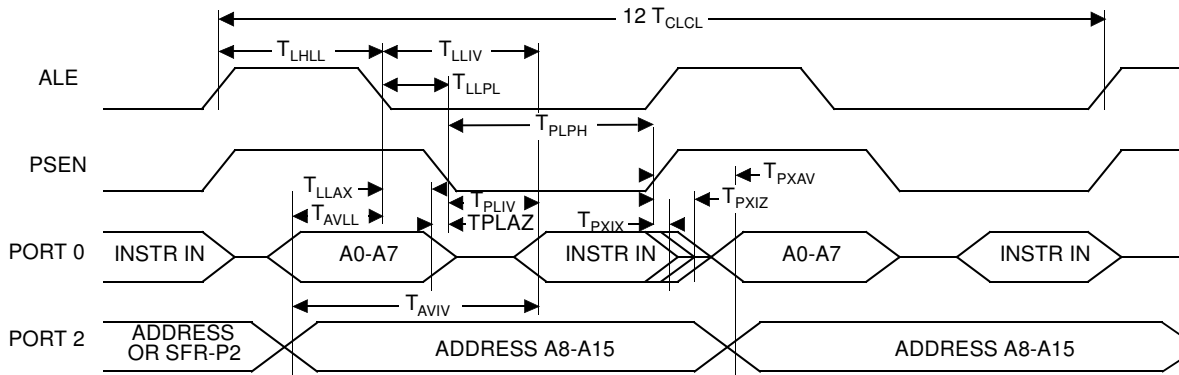 12 TCLCL
TLHLL TLLIV
ALE TLLPL
TPLPH
PSEN
TLLAX TPXAV
TPLIV TPXIZ
TAVLL TPLAZ TPXIX
PORT 0 INSTR IN A0-A7 INSTR IN A0-A7 INSTR IN
TAVIV
PORT 2 ADDRESS OR SFR-P2 ADDRESS A8-A15 ADDRESS A8-A15